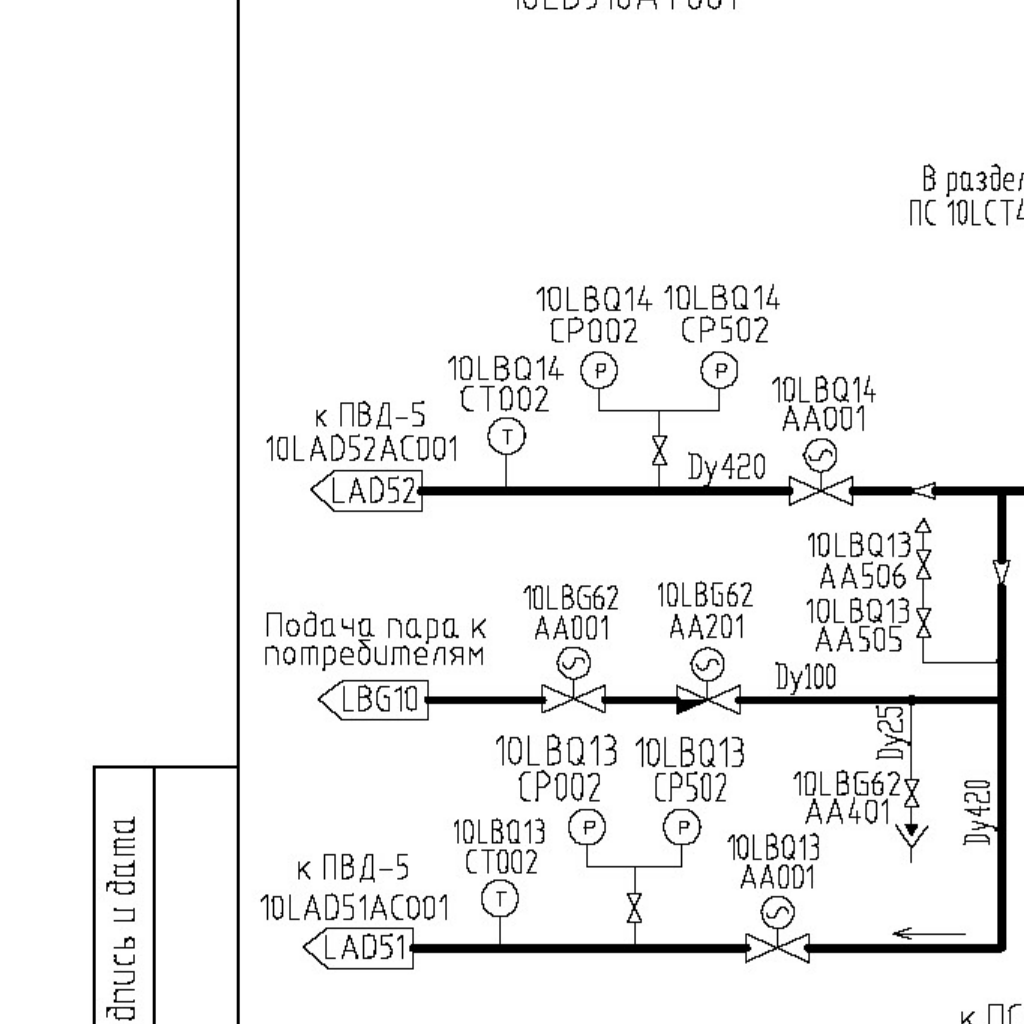 В
ПС 10LCT4
10LBQ14 10LBQ14
CP002 CP502
P P
10LBQ14
CT002
T
10LBQ14
AA001
S
к ПВД-5
10LAD52AC001
Dy420
LAD52
10LBQ13
AA506
10LBQ13
AA505
10LBG62
AA001
S
10LBG62
AA201
S
Подача пара к
потребителям
Dy100
LBG10
Dy25
10LBQ13 10LBQ13
CP002 CP502
P P
10LBG62
AA401
Dy420
10LBQ13
CT002
T
10LBQ13
AA001
S
к ПВД-5
10LAD51AC001
LAD51
и дата
к ПС